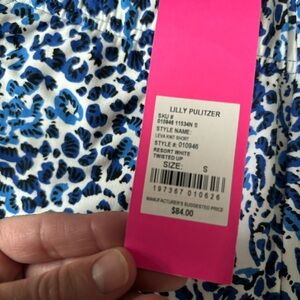 LILLY PULITZER
SKU #
010946 11934N S
STYLE NAME:
LEVA KNIT SHORT
STYLE #: 010946
RESORT WHITE
TWISTED UP
SIZE: S
197367 010626
MANUFACTURER'S SUGGESTED PRICE
$84.00